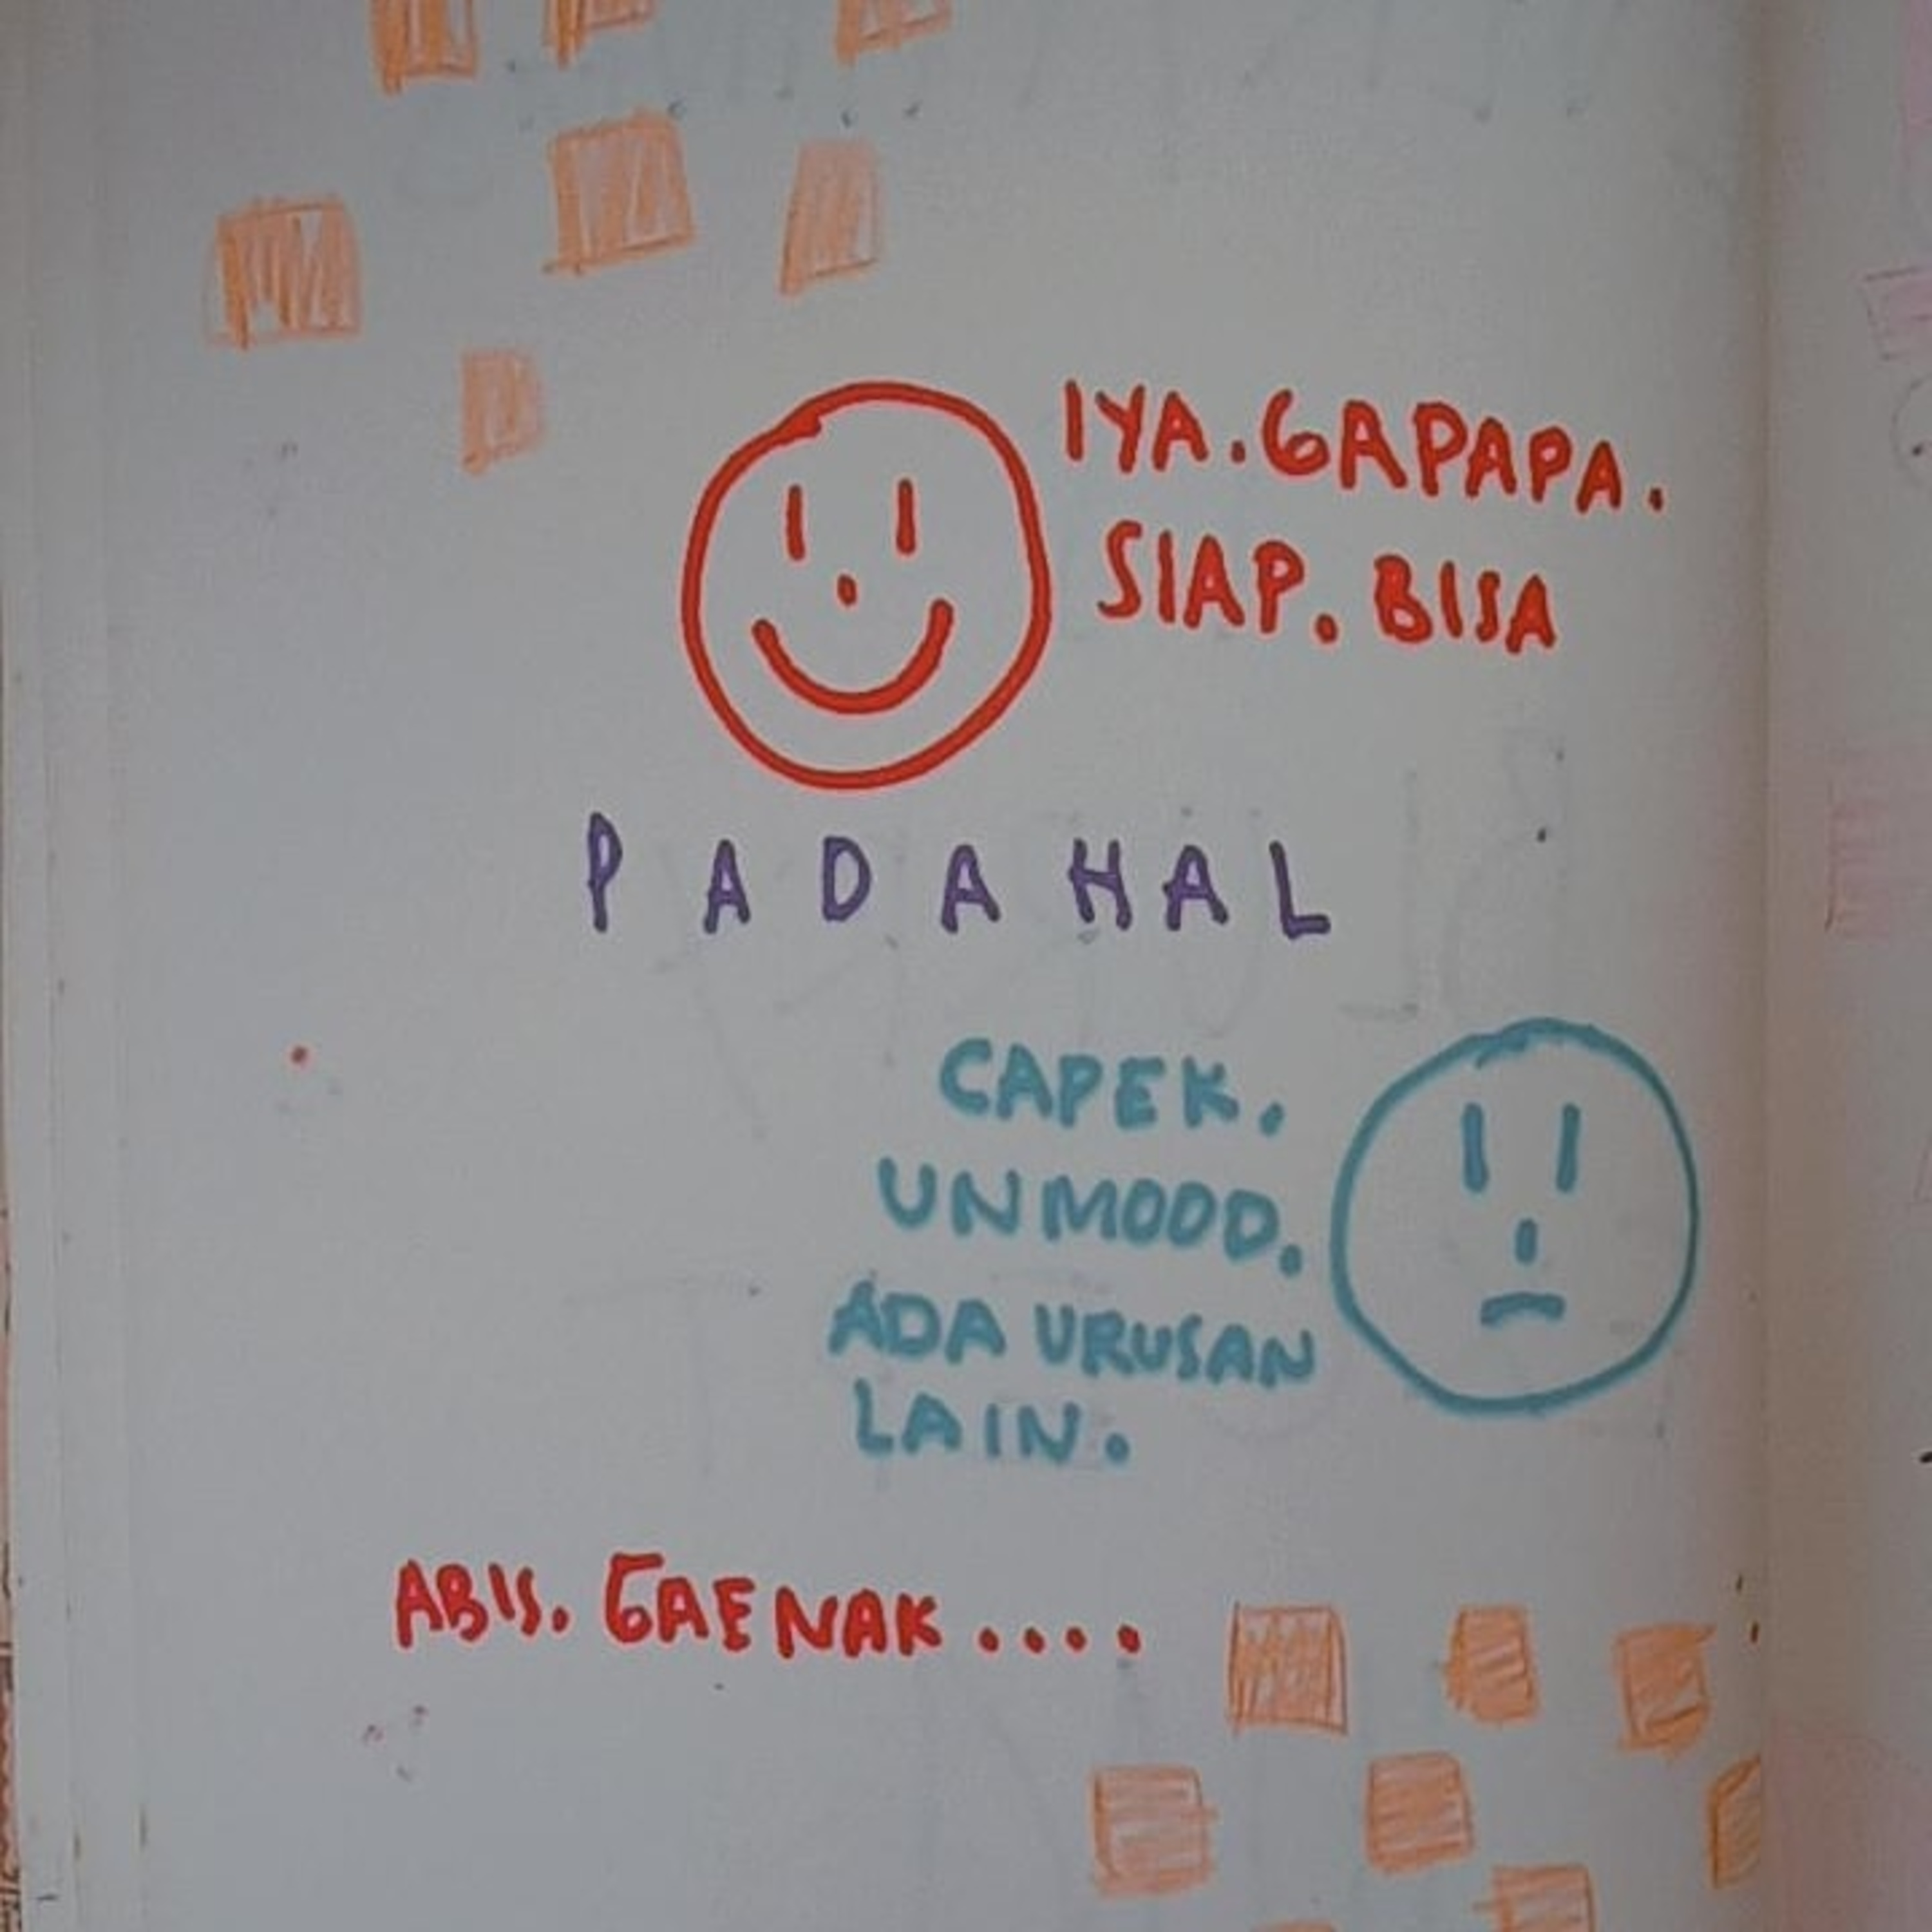 IYA. GAPAPA.
SIAP. BISA
PADAHAL
CAPEK.
UNMOOD.
ADA URUSAN
LAIN.
ABIS. GAENAK....